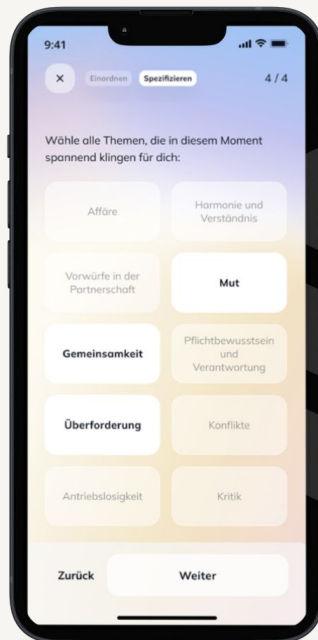 9:41
Einordnen Spezifizieren 4 / 4
Wähle alle Themen, die in diesem Moment
spannend klingen für dich:
Affäre
Harmonie und
Verständnis
Vorwürfe in der
Partnerschaft
Mut
Gemeinsamkeit
Pflichtbewusstsein
und
Verantwortung
Überforderung
Konflikte
Antriebslosigkeit
Kritik
Zurück
Weiter